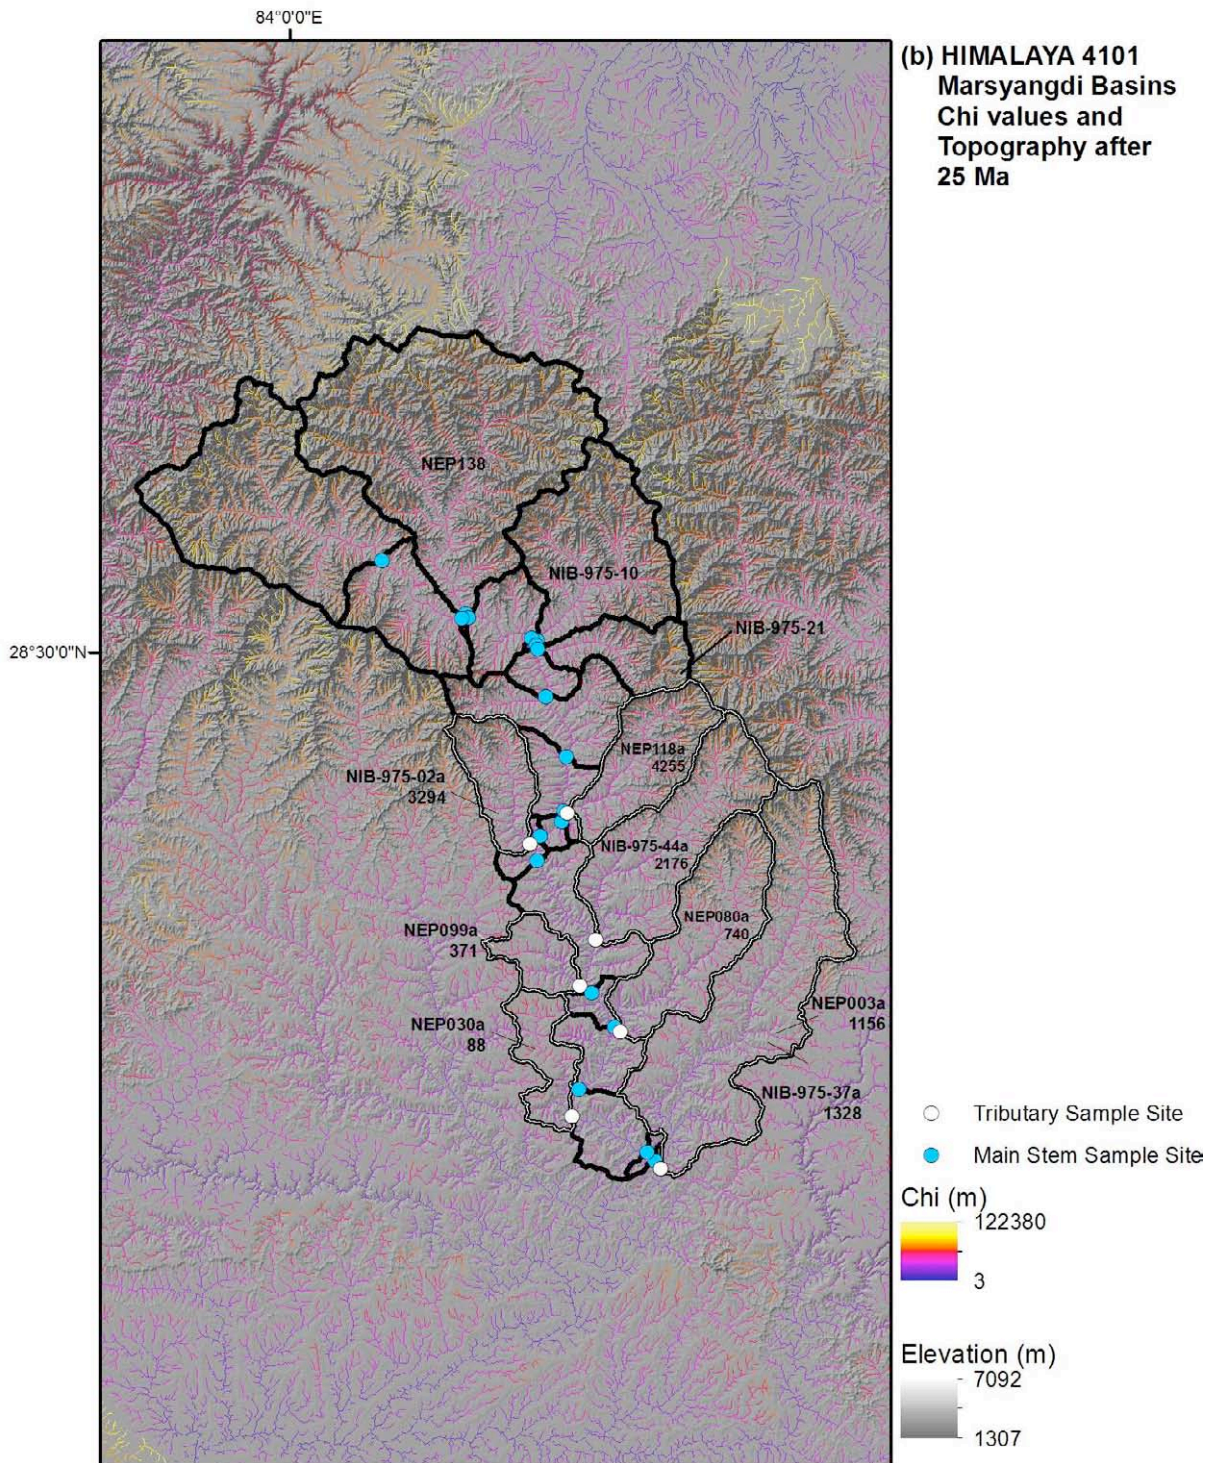 84°0'0"E
(b) HIMALAYA 4101
Marsyangdi Basins
Chi values and
Topography after
25 Ma
NEP138
NIB-975-10
NIB-975-21
28°30'0"N
NEP118a
4255
NIB-975-02a
3294
NIB-975-44a
2176
NEP080a
740
NEP099a
371
NEP003a
1156
NEP030a
88
NIB-975-37a
1328
Tributary Sample Site
Main Stem Sample Site
Chi (m)
122380
3
Elevation (m)
7092
1307